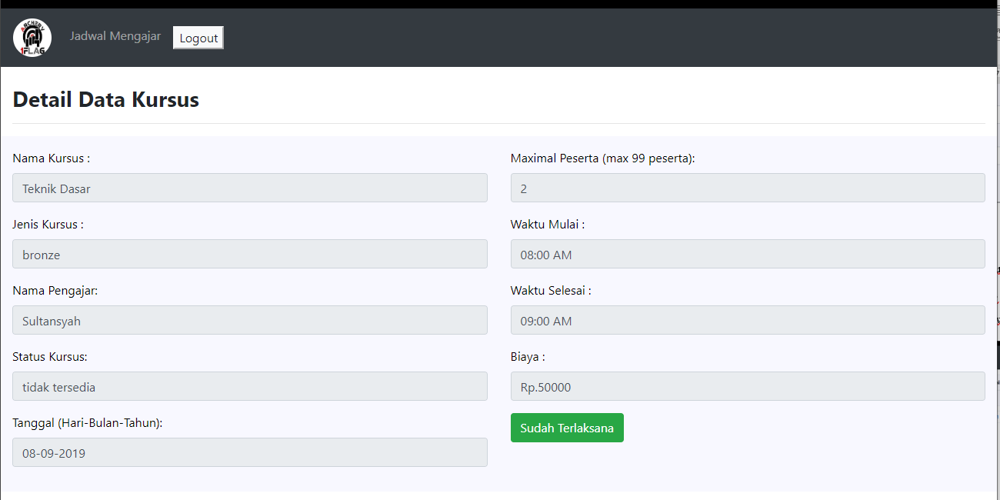 ARCHERY
1FLAG
Jadwal Mengajar
Logout
Detail Data Kursus
Nama Kursus :
Teknik Dasar
Jenis Kursus :
bronze
Nama Pengajar:
Sultansyah
Status Kursus:
tidak tersedia
Tanggal (Hari-Bulan-Tahun):
08-09-2019
Maximal Peserta (max 99 peserta):
2
Waktu Mulai :
08:00 AM
Waktu Selesai :
09:00 AM
Biaya :
Rp.50000
Sudah Terlaksana